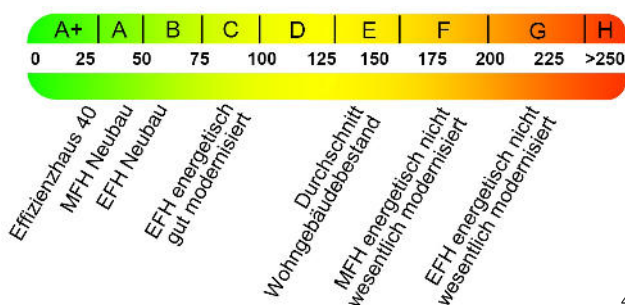 A+ A B C D E F G H
0 25 50 75 100 125 150 175 200 225 >250
Effizienzhaus 40
MFH Neubau
EFH Neubau
EFH energetisch
gut modernisiert
Durchschnitt
Wohngebäudebestand
MFH energetisch nicht
wesentlich modernisiert
EFH energetisch nicht
wesentlich modernisiert